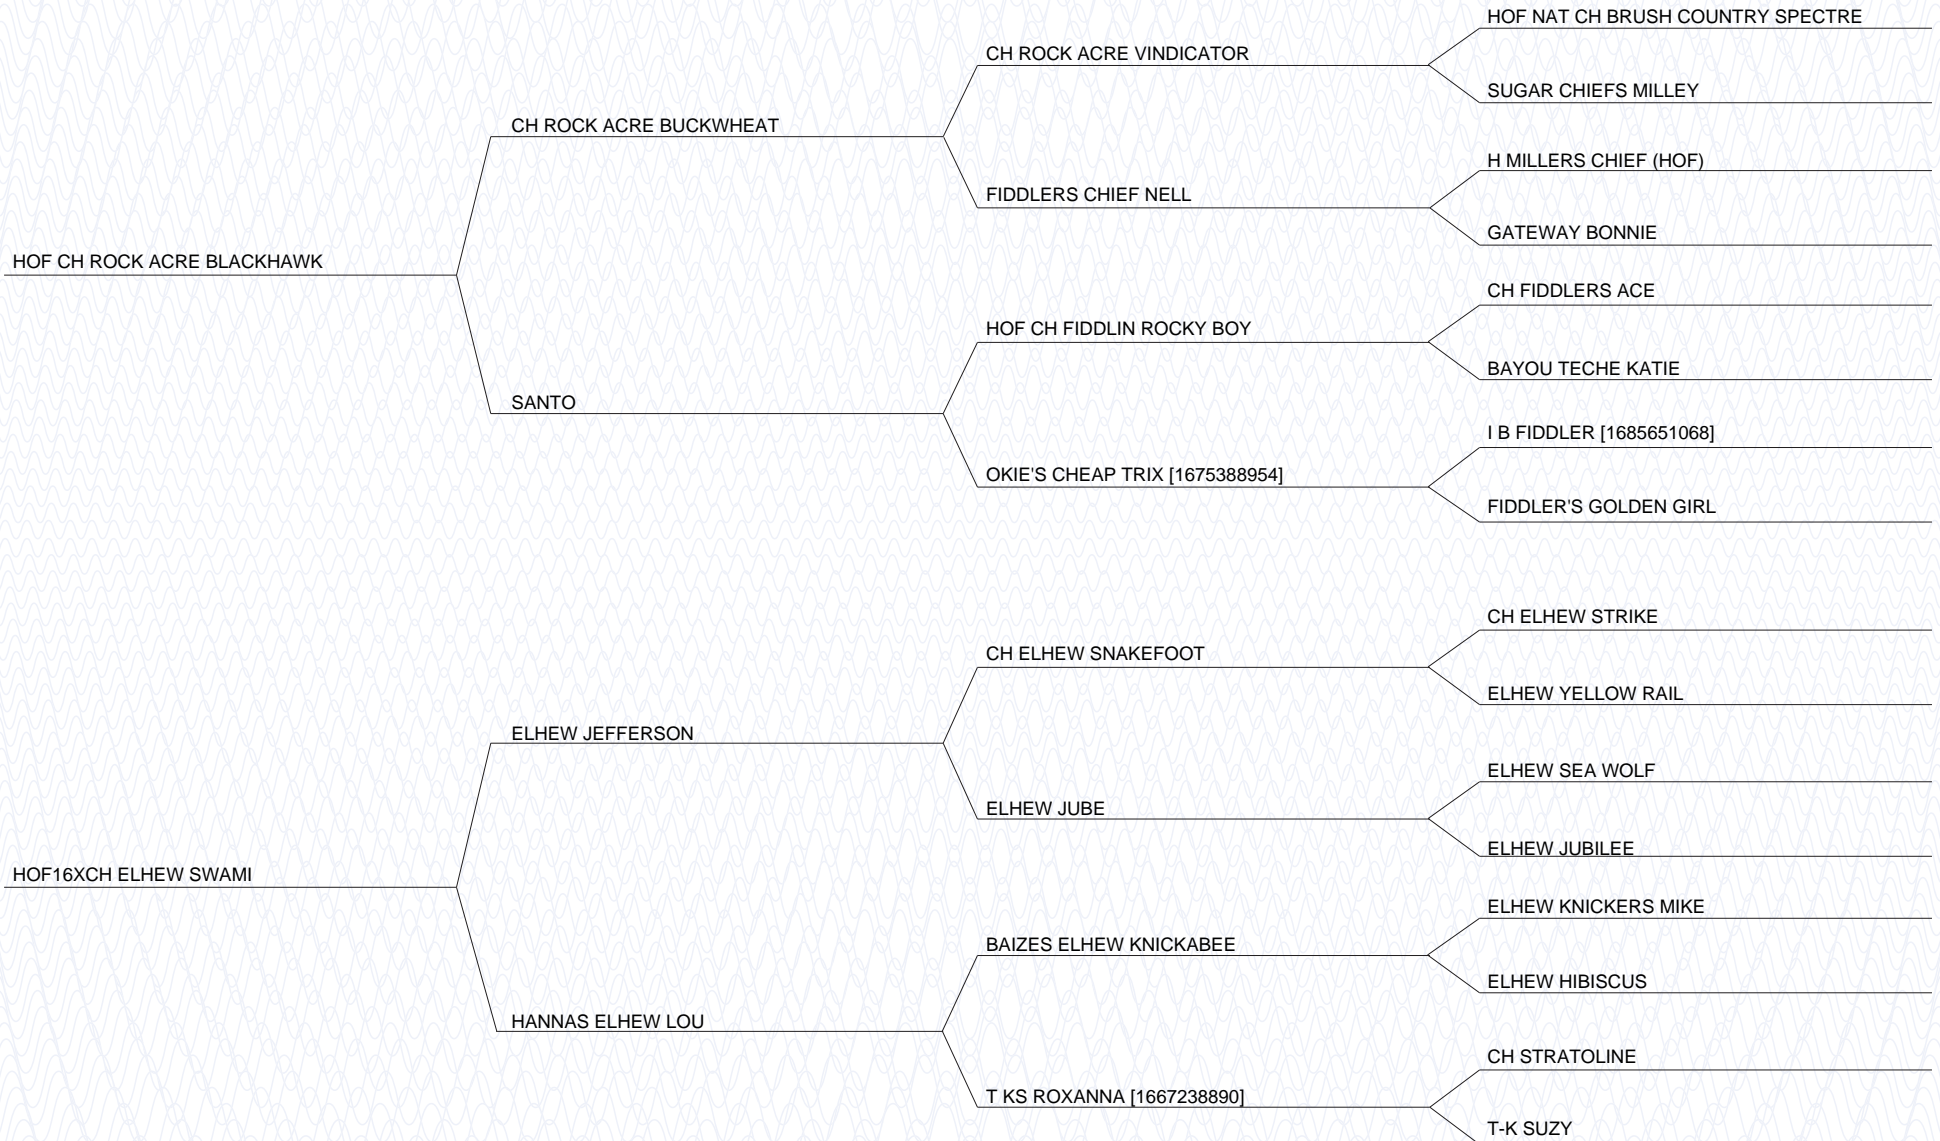 HOF NAT CH BRUSH COUNTRY SPECTRE
CH ROCK ACRE VINDICATOR
SUGAR CHIEFS MILLEY
CH ROCK ACRE BUCKWHEAT
H MILLERS CHIEF (HOF)
FIDDLERS CHIEF NELL
GATEWAY BONNIE
HOF CH ROCK ACRE BLACKHAWK
CH FIDDLERS ACE
HOF CH FIDDLIN ROCKY BOY
BAYOU TECHE KATIE
SANTO
I B FIDDLER [1685651068]
OKIE'S CHEAP TRIX [1675388954]
FIDDLER'S GOLDEN GIRL
CH ELHEW STRIKE
CH ELHEW SNAKEFOOT
ELHEW YELLOW RAIL
ELHEW JEFFERSON
ELHEW SEA WOLF
ELHEW JUBE
ELHEW JUBILEE
HOF16XCH ELHEW SWAMI
ELHEW KNICKERS MIKE
BAIZES ELHEW KNICKABEE
ELHEW HIBISCUS
HANNAS ELHEW LOU
CH STRATOLINE
T KS ROXANNA [1667238890]
T-K SUZY